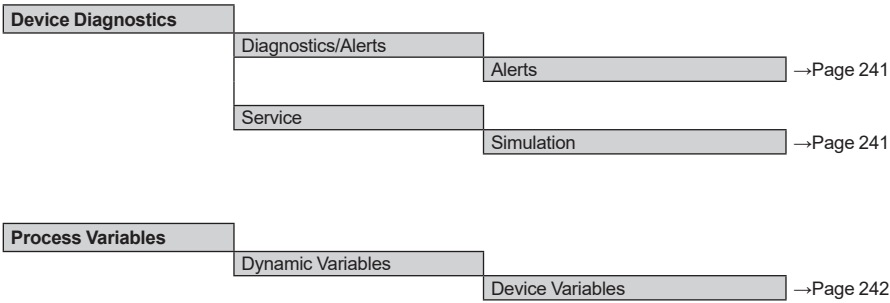 Device Diagnostics
Diagnostics/Alerts
Alerts →Page 241
Service
Simulation →Page 241
Process Variables
Dynamic Variables
Device Variables →Page 242